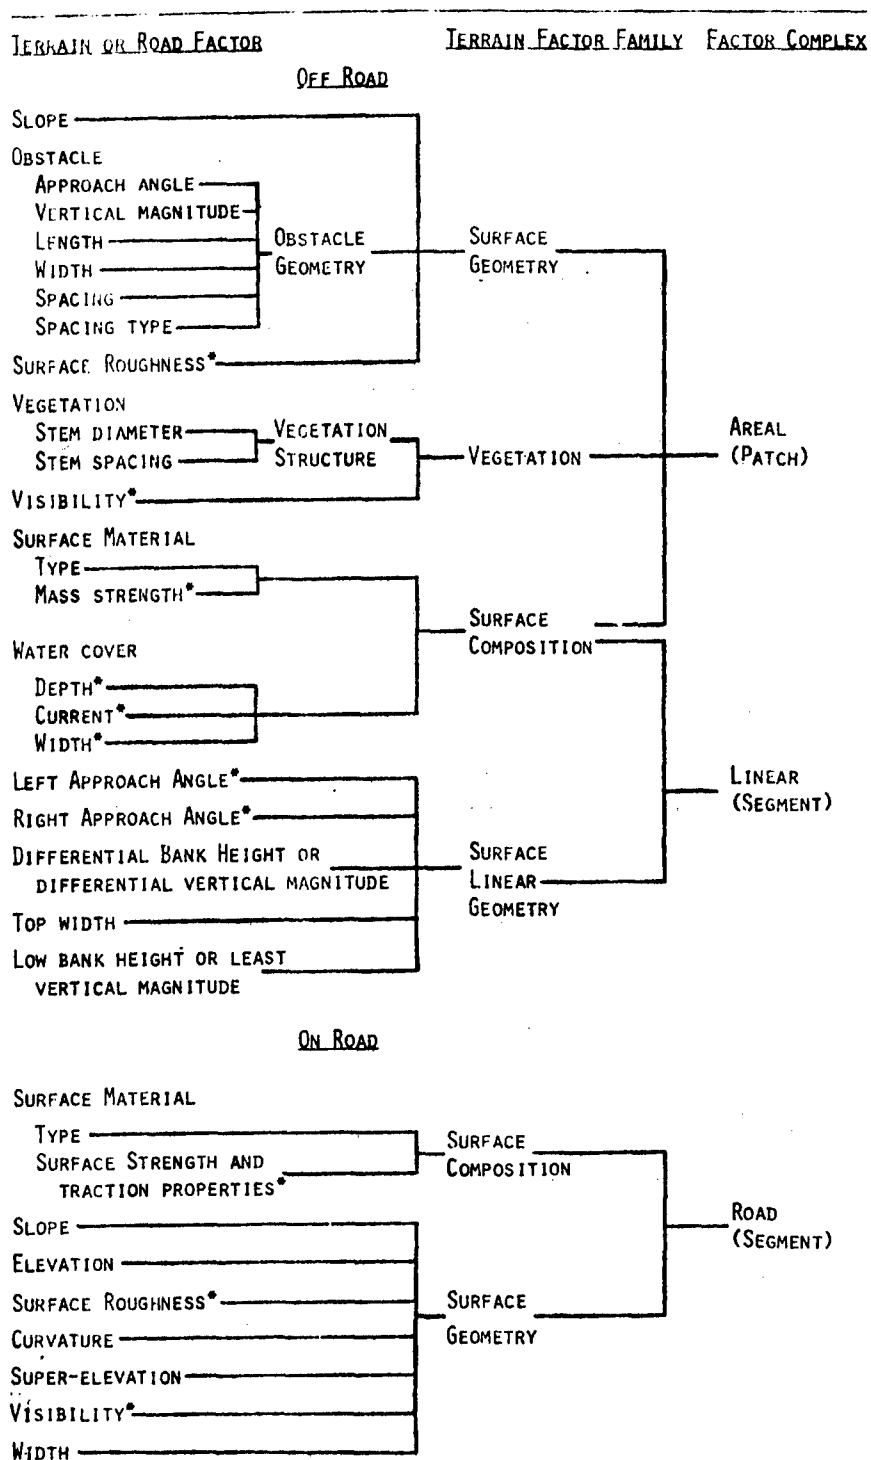 TERRAIN OR ROAD FACTOR TERRAIN FACTOR FAMILY FACTOR COMPLEX
OFF ROAD
SLOPE
OBSTACLE
APPROACH ANGLE
VERTICAL MAGNITUDE
LENGTH
WIDTH
SPACING
SPACING TYPE
OBSTACLE
GEOMETRY
SURFACE
GEOMETRY
SURFACE ROUGHNESS*
VEGETATION
STEM DIAMETER
STEM SPACING
VEGETATION
STRUCTURE
VEGETATION
AREAL
(PATCH)
VISIBILITY*
SURFACE MATERIAL
TYPE
MASS STRENGTH*
SURFACE
COMPOSITION
WATER COVER
DEPTH*
CURRENT*
WIDTH*
LEFT APPROACH ANGLE*
RIGHT APPROACH ANGLE*
LINEAR
(SEGMENT)
DIFFERENTIAL BANK HEIGHT OR
DIFFERENTIAL VERTICAL MAGNITUDE
SURFACE
LINEAR
GEOMETRY
TOP WIDTH
LOW BANK HEIGHT OR LEAST
VERTICAL MAGNITUDE
ON ROAD
SURFACE MATERIAL
TYPE
SURFACE STRENGTH AND
TRACTION PROPERTIES*
SURFACE
COMPOSITION
ROAD
(SEGMENT)
SLOPE
ELEVATION
SURFACE ROUGHNESS*
CURVATURE
SUPER-ELEVATION
VISIBILITY*
WIDTH
SURFACE
GEOMETRY